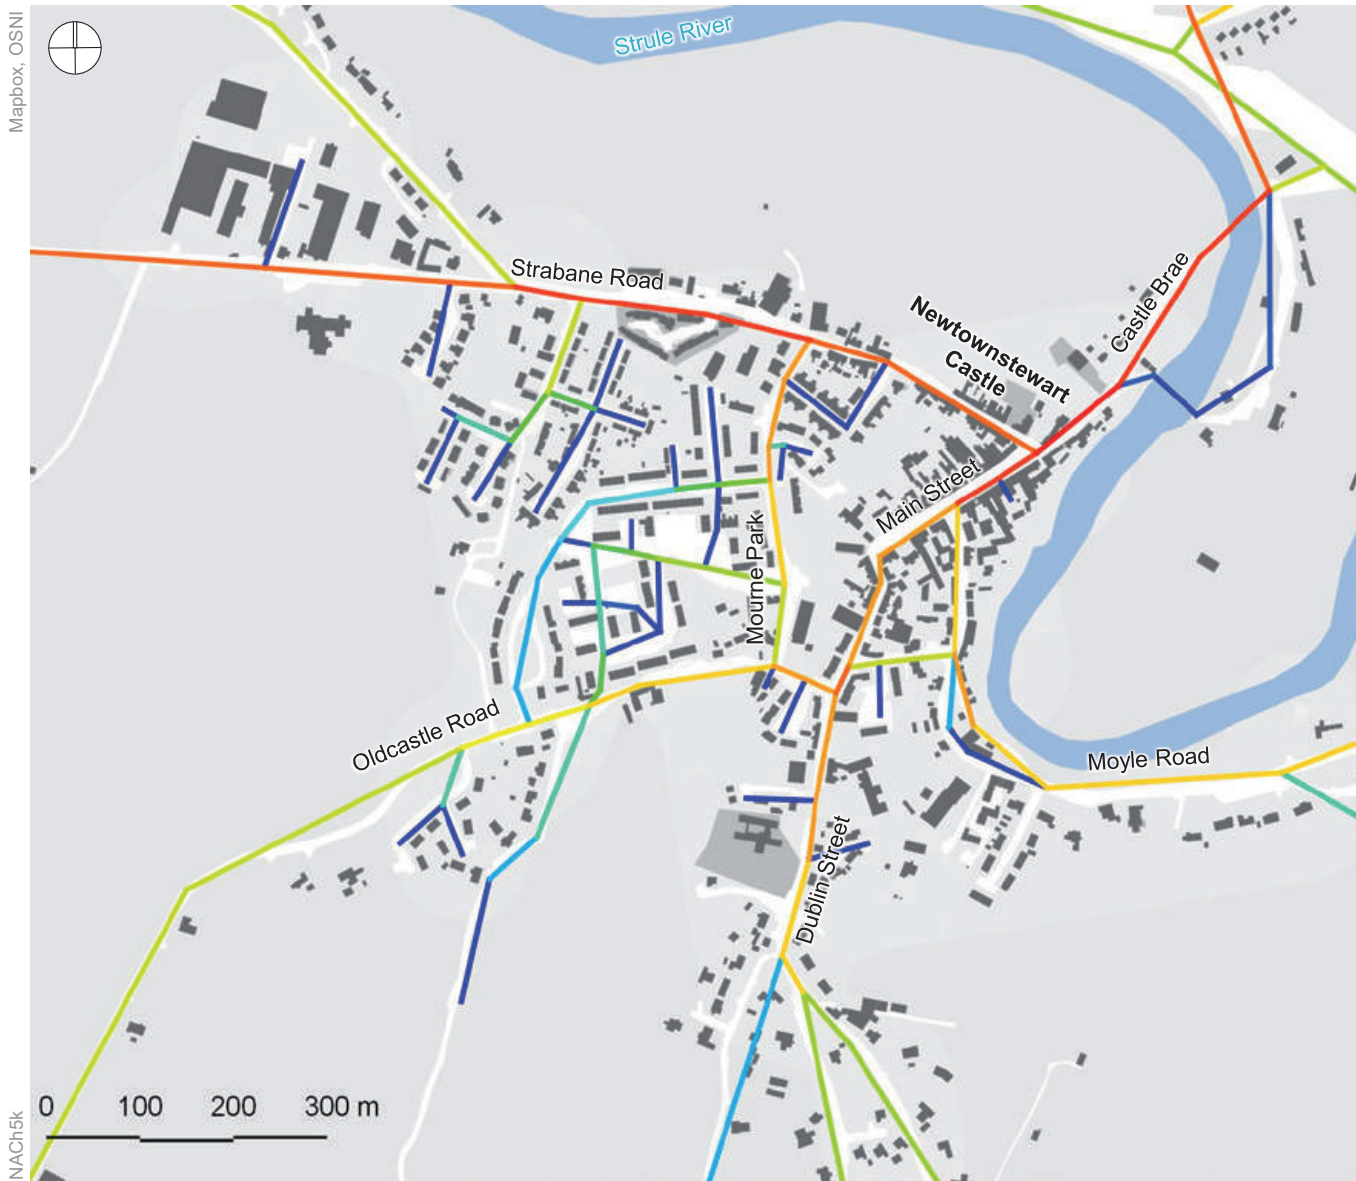 Mapbox, OSNI
Strule River
Strabane Road
Castle Brae
Newtownstewart
Castle
Main Street
Mourne Park
Oldcastle Road
Moyle Road
Dublin Street
0 100 200 300 m
NACh5k